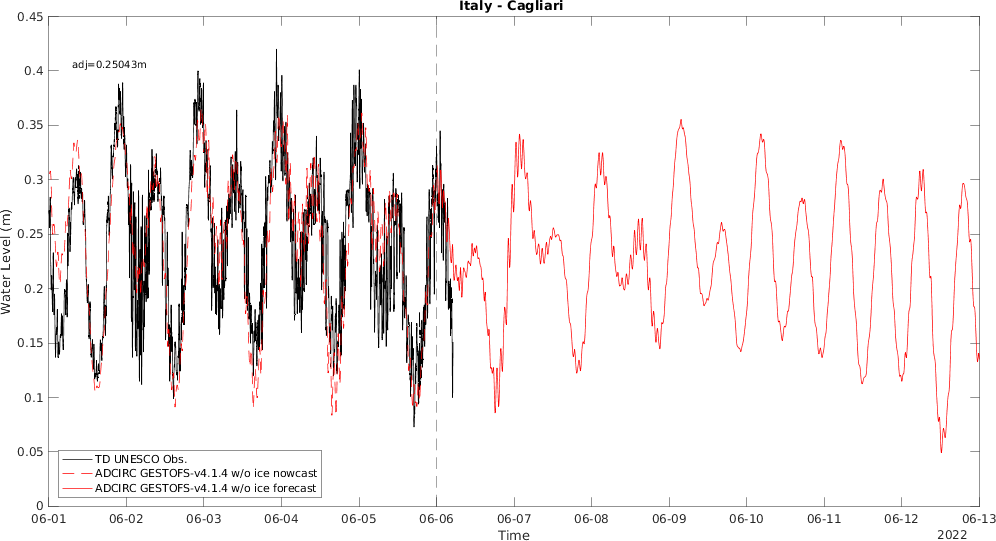 Italy - Cagliari
0.45
0.4
0.35
0.3
0.25
0.2
0.15
0.1
0.05
0
Water Level (m)
adj=0.25043m
TD UNESCO Obs.
ADCIRC GESTOFS-v4.1.4 w/o ice nowcast
ADCIRC GESTOFS-v4.1.4 w/o ice forecast
06-01 06-02 06-03 06-04 06-05 06-06 06-07 06-08 06-09 06-10 06-11 06-12 06-13
Time
2022